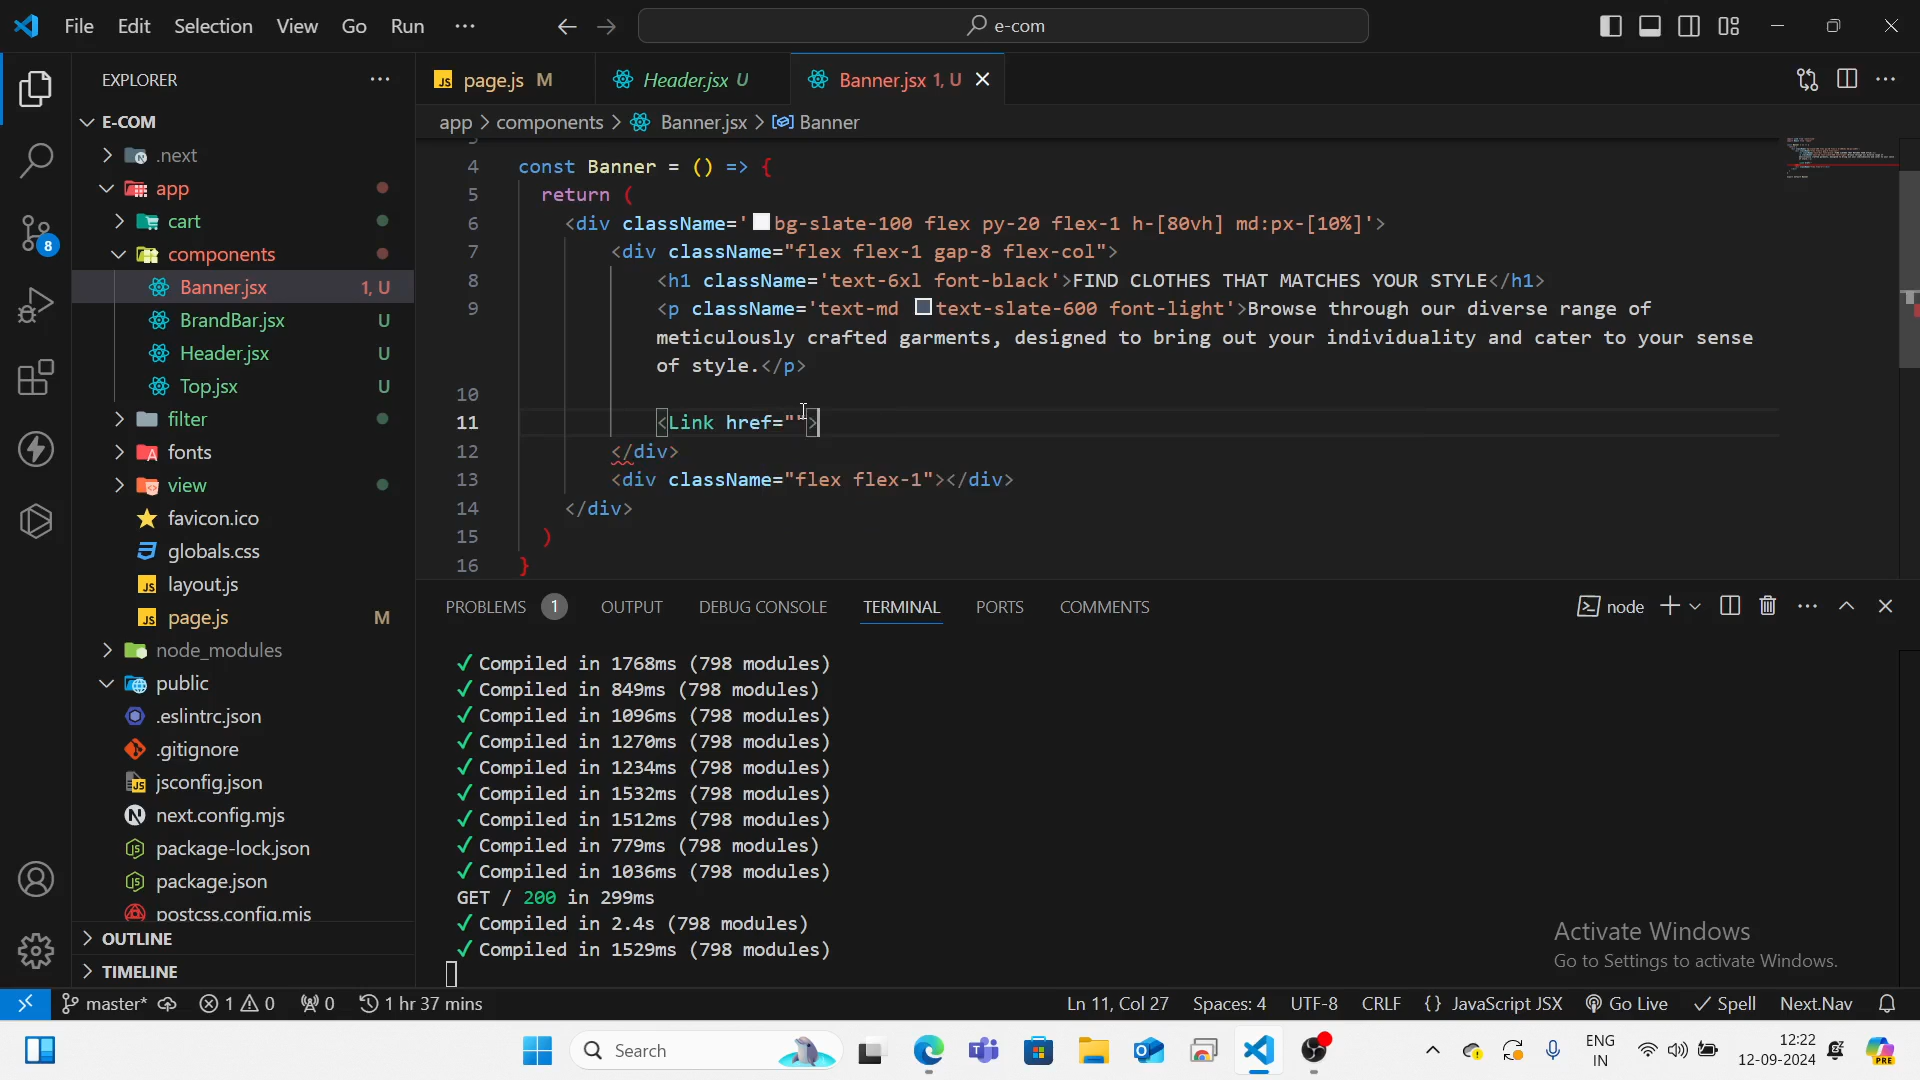 File Edit Selection View Go Run ··· e-com
EXPLORER ···
page.js M
Header.jsx U
Banner.jsx 1, U
app > components > Banner.jsx > Banner
E-COM
.next
app
cart
components
Banner.jsx 1, U
BrandBar.jsx U
Header.jsx U
Top.jsx U
filter
fonts
view
favicon.ico
globals.css
layout.js
page.js M
node_modules
public
.eslintrc.json
.gitignore
jsconfig.json
next.config.mjs
package-lock.json
package.json
postcss.config.mjs
OUTLINE
TIMELINE
8
4 const Banner = () => {
5 return (
6 <div className='bg-slate-100 flex py-20 flex-1 h-[80vh] md:px-[10%]'>
7 <div className="flex flex-1 gap-8 flex-col">
8 <h1 className='text-6xl font-black'>FIND CLOTHES THAT MATCHES YOUR STYLE</h1>
9 <p className='text-md text-slate-600 font-light'>Browse through our diverse range of
meticulously crafted garments, designed to bring out your individuality and cater to your sense
of style.</p>
10
11 <Link href="">
12 </div>
13 <div className="flex flex-1"></div>
14 </div>
15 )
16 }
PROBLEMS 1 OUTPUT DEBUG CONSOLE TERMINAL PORTS COMMENTS node
✓ Compiled in 1768ms (798 modules)
✓ Compiled in 849ms (798 modules)
✓ Compiled in 1096ms (798 modules)
✓ Compiled in 1270ms (798 modules)
✓ Compiled in 1234ms (798 modules)
✓ Compiled in 1532ms (798 modules)
✓ Compiled in 1512ms (798 modules)
✓ Compiled in 779ms (798 modules)
✓ Compiled in 1036ms (798 modules)
GET / 200 in 299ms
✓ Compiled in 2.4s (798 modules)
✓ Compiled in 1529ms (798 modules)
Activate Windows
Go to Settings to activate Windows.
master* 1 0 0 1 hr 37 mins Ln 11, Col 27 Spaces: 4 UTF-8 CRLF {} JavaScript JSX Go Live Spell Next.Nav
Search
ENG
IN
12:22
12-09-2024
PRE